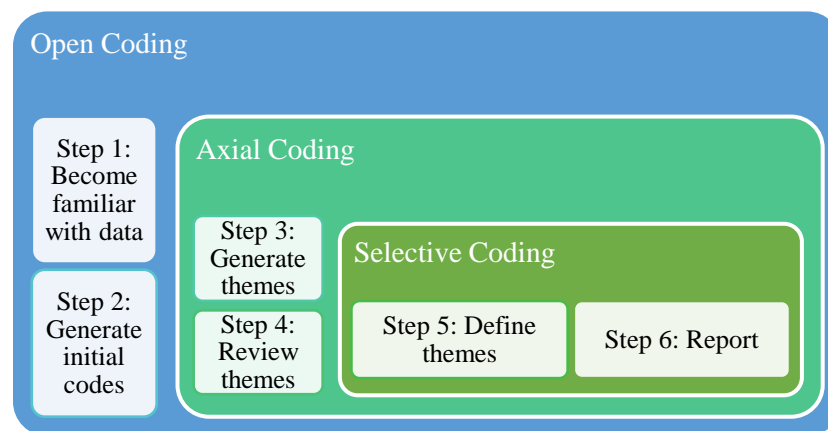 Open Coding
Step 1:
Become
familiar
with data
Step 2:
Generate
initial
codes
Axial Coding
Step 3:
Generate
themes
Step 4:
Review
themes
Selective Coding
Step 5: Define
themes
Step 6: Report